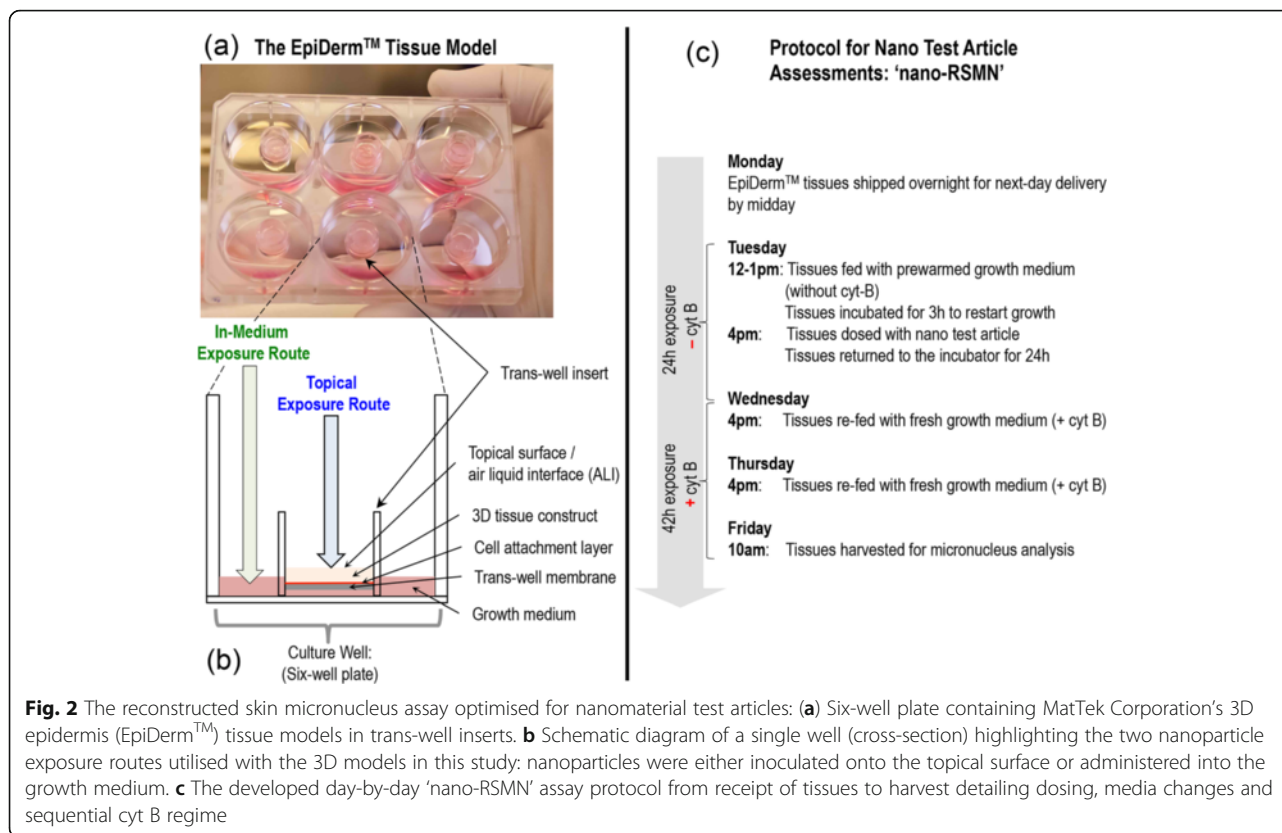 (a) The EpiDerm™ Tissue Model
In-Medium
Exposure Route
Topical
Exposure Route
Trans-well insert
Topical surface /
air liquid interface (ALI)
3D tissue construct
Cell attachment layer
Trans-well membrane
Growth medium
Culture Well:
(Six-well plate)
(b)
(c) Protocol for Nano Test Article
Assessments: ‘nano-RSMN’
Monday
EpiDerm™ tissues shipped overnight for next-day delivery
by midday
24h exposure
– cyt B
Tuesday
12-1pm: Tissues fed with prewarmed growth medium
(without cyt-B)
Tissues incubated for 3h to restart growth
4pm: Tissues dosed with nano test article
Tissues returned to the incubator for 24h
42h exposure
+ cyt B
Wednesday
4pm: Tissues re-fed with fresh growth medium (+ cyt B)
Thursday
4pm: Tissues re-fed with fresh growth medium (+ cyt B)
Friday
10am: Tissues harvested for micronucleus analysis
Fig. 2 The reconstructed skin micronucleus assay optimised for nanomaterial test articles: (a) Six-well plate containing MatTek Corporation’s 3D
epidermis (EpiDerm™) tissue models in trans-well inserts. b Schematic diagram of a single well (cross-section) highlighting the two nanoparticle
exposure routes utilised with the 3D models in this study: nanoparticles were either inoculated onto the topical surface or administered into the
growth medium. c The developed day-by-day ‘nano-RSMN’ assay protocol from receipt of tissues to harvest detailing dosing, media changes and
sequential cyt B regime